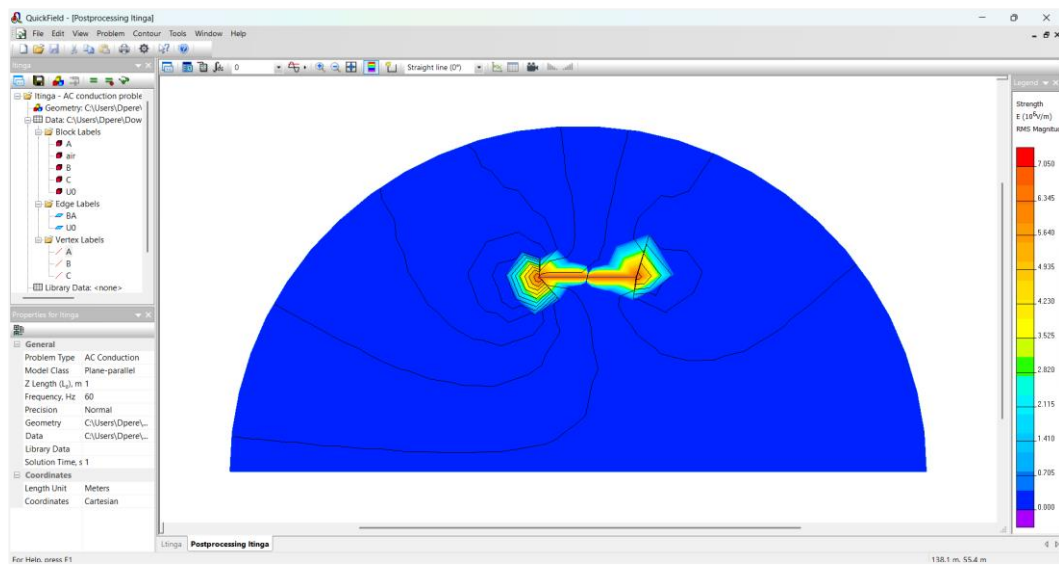 QuickField - [Postprocessing Itinga]
File Edit View Problem Contour Tools Window Help
Itinga
0
Straight line (0°)
Itinga - AC conduction proble
Geometry: C:\Users\Dpere\
Data: C:\Users\Dpere\Dow
Block Labels
A
air
B
C
U0
Edge Labels
BA
U0
Vertex Labels
A
B
C
Library Data: <none>
Properties for Itinga
General
Problem Type AC Conduction
Model Class Plane-parallel
Z Length (Lz), m 1
Frequency, Hz 60
Precision Normal
Geometry C:\Users\Dpere\...
Data C:\Users\Dpere\...
Library Data
Solution Time, s 1
Coordinates
Length Unit Meters
Coordinates Cartesian
Legend
Strength
E (10⁶V/m)
RMS Magnitu
7.050
6.345
5.640
4.935
4.230
3.525
2.820
2.115
1.410
0.705
0.000
Ltinga Postprocessing Itinga
For Help, press F1
138.1 m, 55.4 m